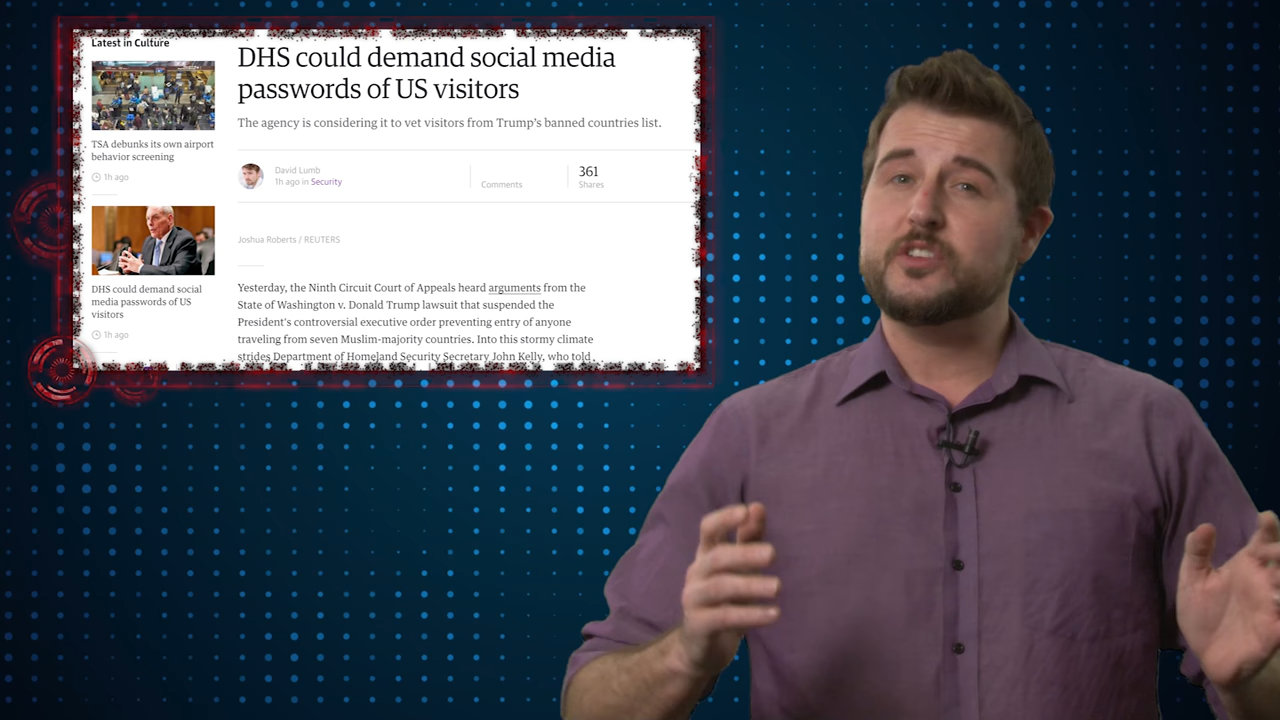 Latest in Culture
TSA debunks its own airport
behavior screening
1h ago
DHS could demand social
media passwords of US
visitors
1h ago
DHS could demand social media
passwords of US visitors
The agency is considering it to vet visitors from Trump's banned countries list.
David Lumb
1h ago in Security
Comments
361
Shares
Joshua Roberts / REUTERS
Yesterday, the Ninth Circuit Court of Appeals heard arguments from the
State of Washington v. Donald Trump lawsuit that suspended the
President's controversial executive order preventing entry of anyone
traveling from seven Muslim-majority countries. Into this stormy climate
strides Department of Homeland Security Secretary John Kelly, who told